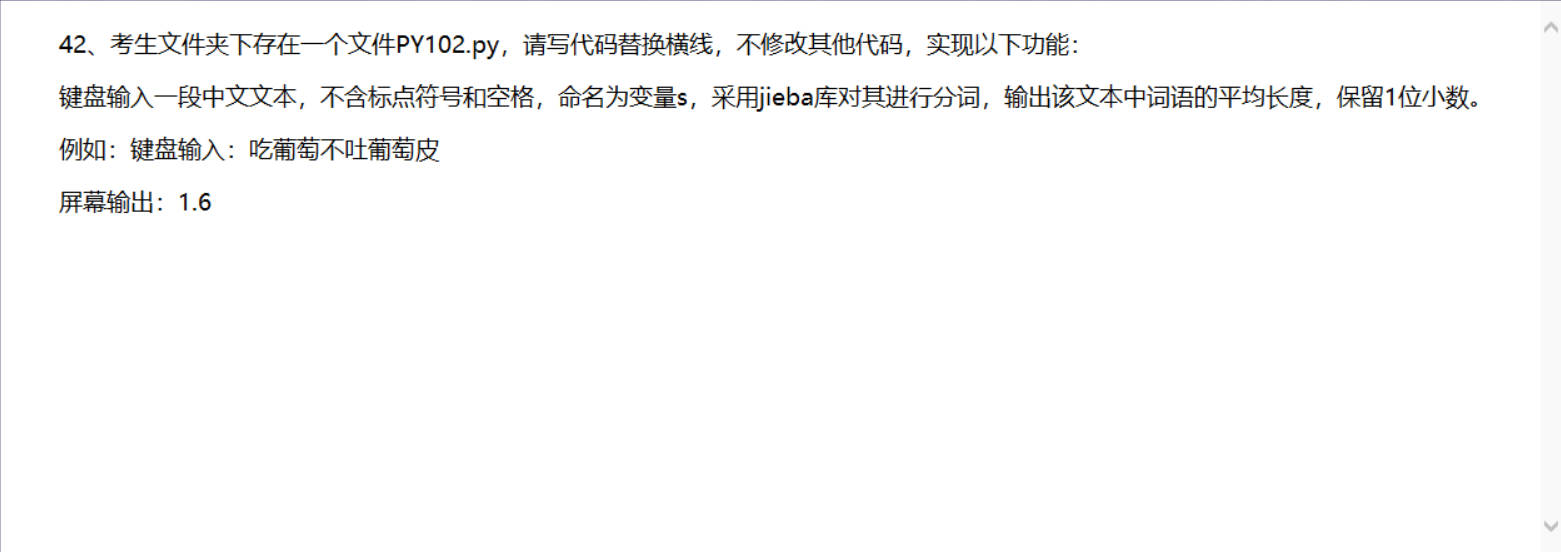 42、考生文件夹下存在一个文件PY102.py，请写代码替换横线，不修改其他代码，实现以下功能：
键盘输入一段中文文本，不含标点符号和空格，命名为变量s，采用jieba库对其进行分词，输出该文本中词语的平均长度，保留1位小数。
例如：键盘输入：吃葡萄不吐葡萄皮
屏幕输出：1.6